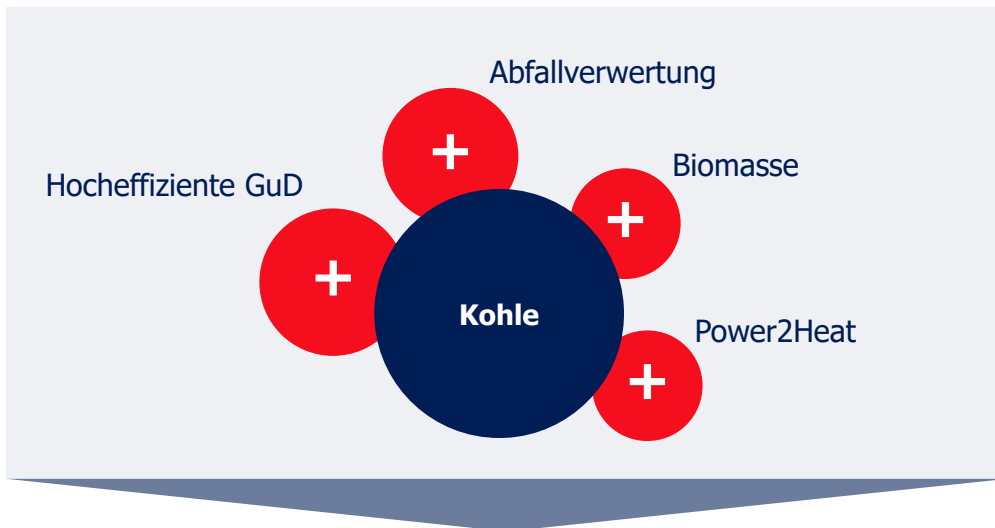 Abfallverwertung
+
Biomasse
Hocheffiziente GuD
+
+
Kohle
Power2Heat
+